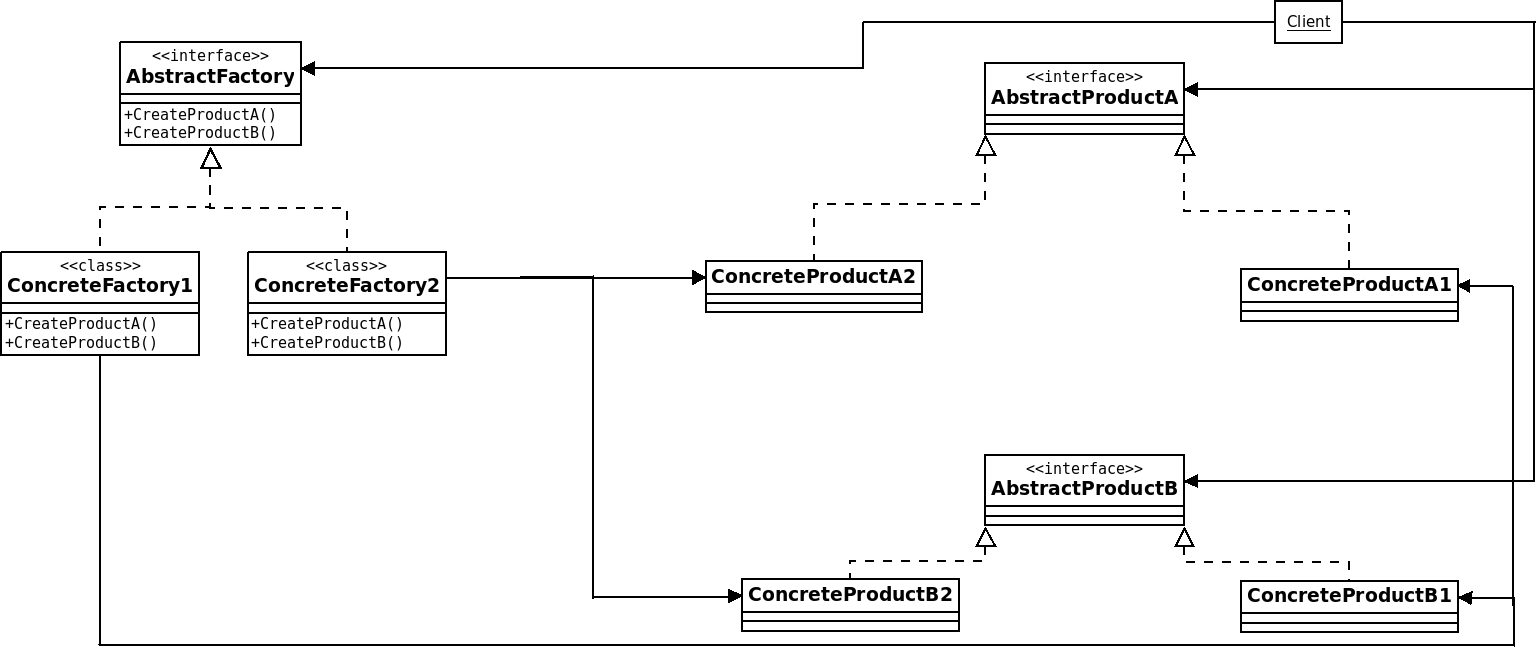 Client
<<interface>>
AbstractFactory
+CreateProductA()
+CreateProductB()
<<interface>>
AbstractProductA
<<class>>
ConcreteFactory1
+CreateProductA()
+CreateProductB()
<<class>>
ConcreteFactory2
+CreateProductA()
+CreateProductB()
ConcreteProductA2
ConcreteProductA1
<<interface>>
AbstractProductB
ConcreteProductB2
ConcreteProductB1